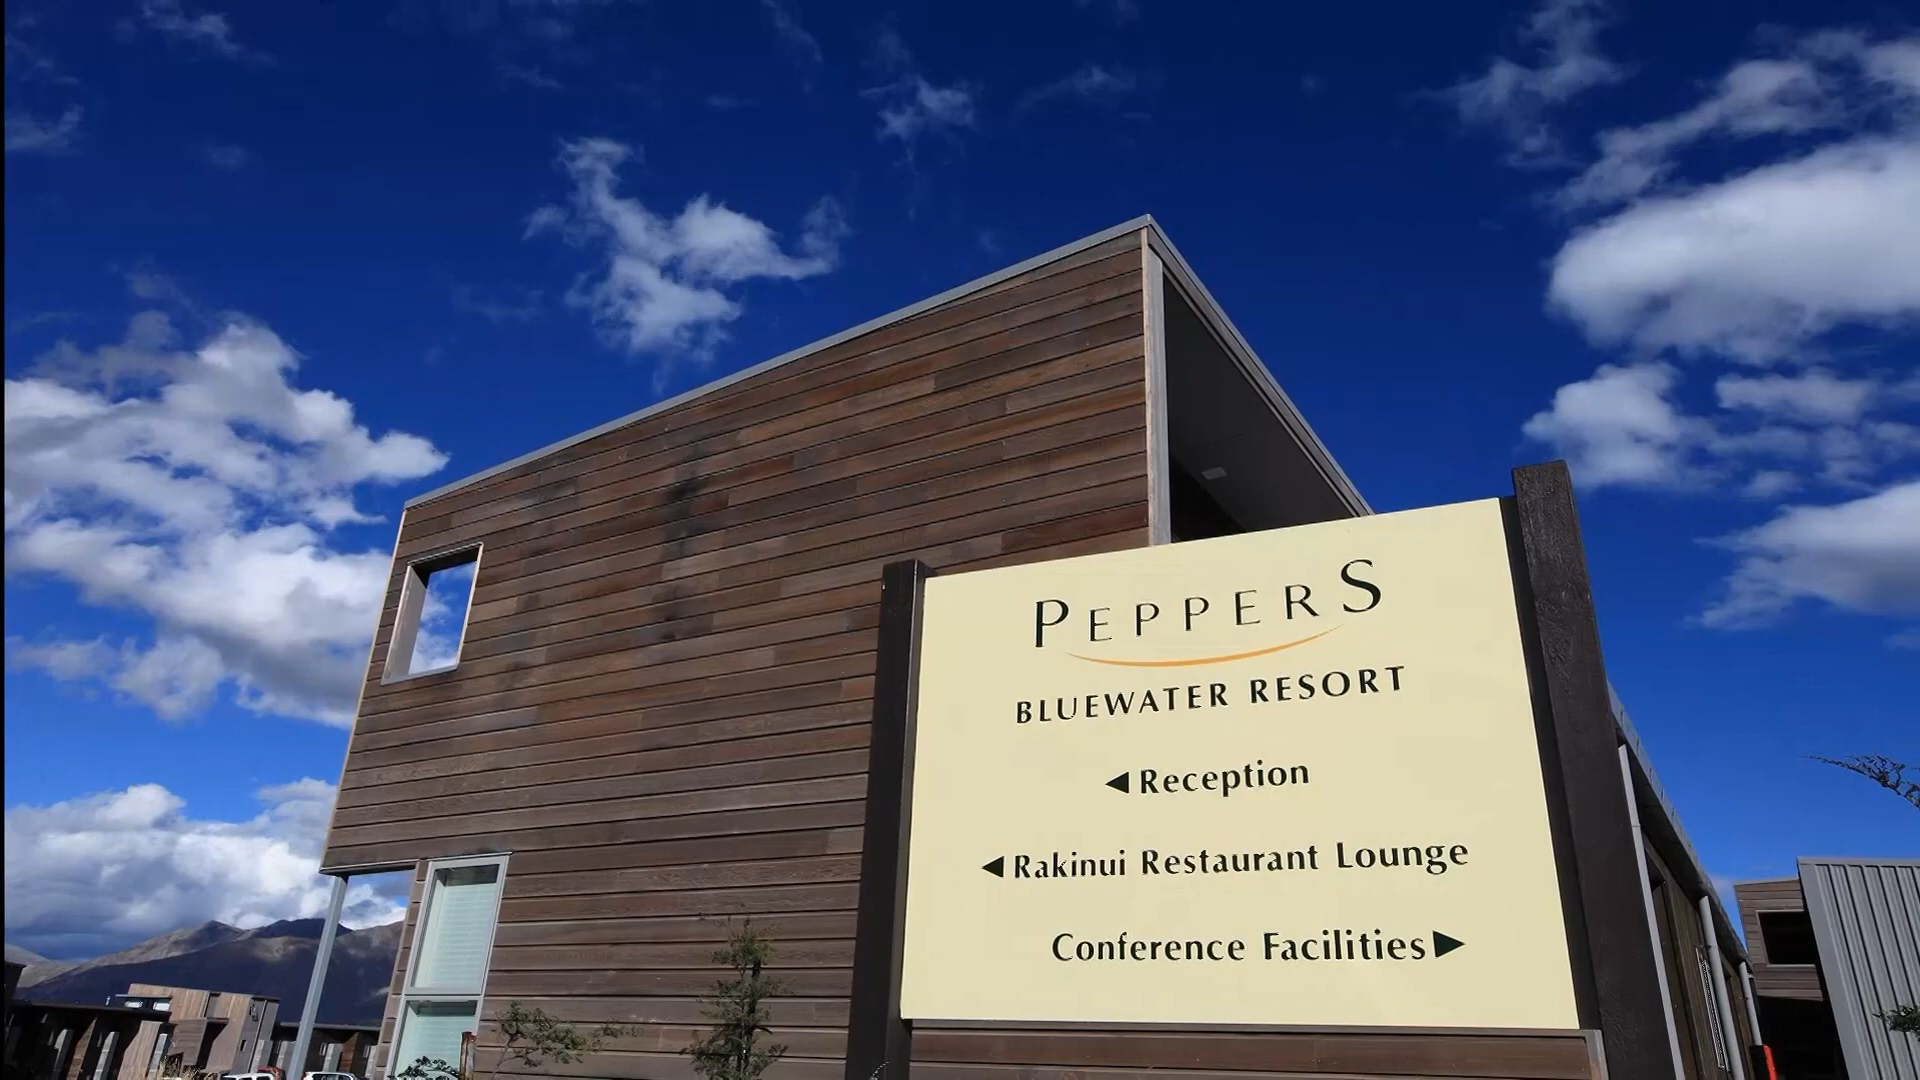 PEPPERS
BLUEWATER RESORT
◀ Reception
◀ Rakinui Restaurant Lounge
Conference Facilities ▶